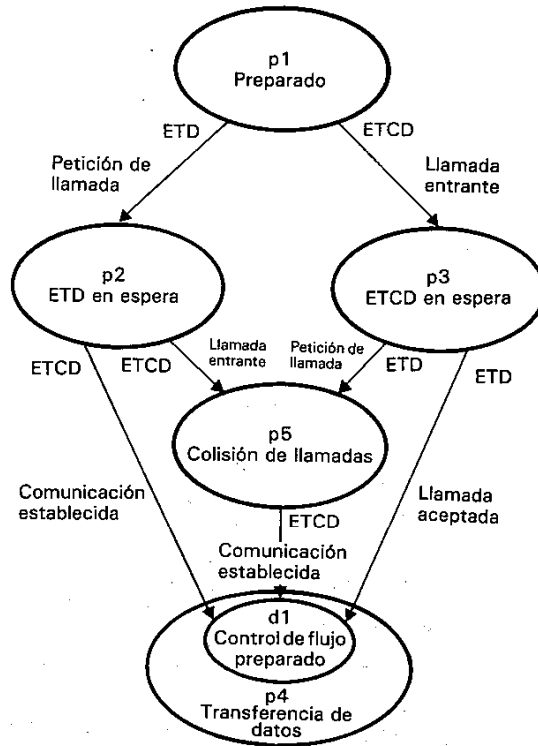 p1
Preparado
ETD
ETCD
Petición de
llamada
Llamada
entrante
p2
ETD en espera
p3
ETCD en espera
ETCD
ETCD
Llamada
entrante
Petición de
llamada
ETD
ETD
p5
Colisión de llamadas
Comunicación
establecida
Llamada
aceptada
ETCD
Comunicación
establecida
d1
Control de flujo
preparado
p4
Transferencia de
datos